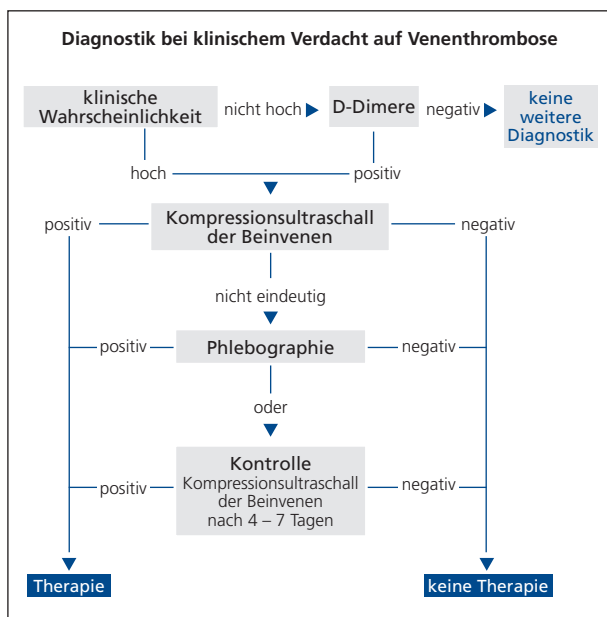 Diagnostik bei klinischem Verdacht auf Venenthrombose
klinische
Wahrscheinlichkeit
nicht hoch
D-Dimere
negativ
keine
weitere
Diagnostik
hoch
positiv
positiv
Kompressionsultraschall
der Beinvenen
negativ
nicht eindeutig
positiv
Phlebographie
negativ
oder
positiv
Kontrolle
Kompressionsultraschall
der Beinvenen
nach 4 – 7 Tagen
negativ
Therapie
keine Therapie